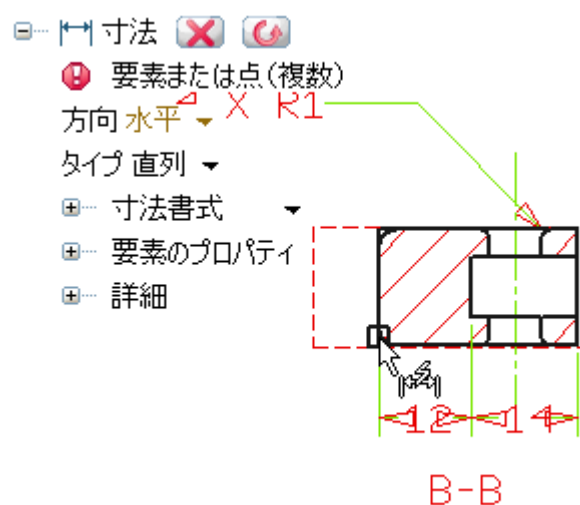 寸法
要素または点(複数)
4 X R1
方向 水平
タイプ 直列
寸法書式
要素のプロパティ
詳細
12 14
B-B